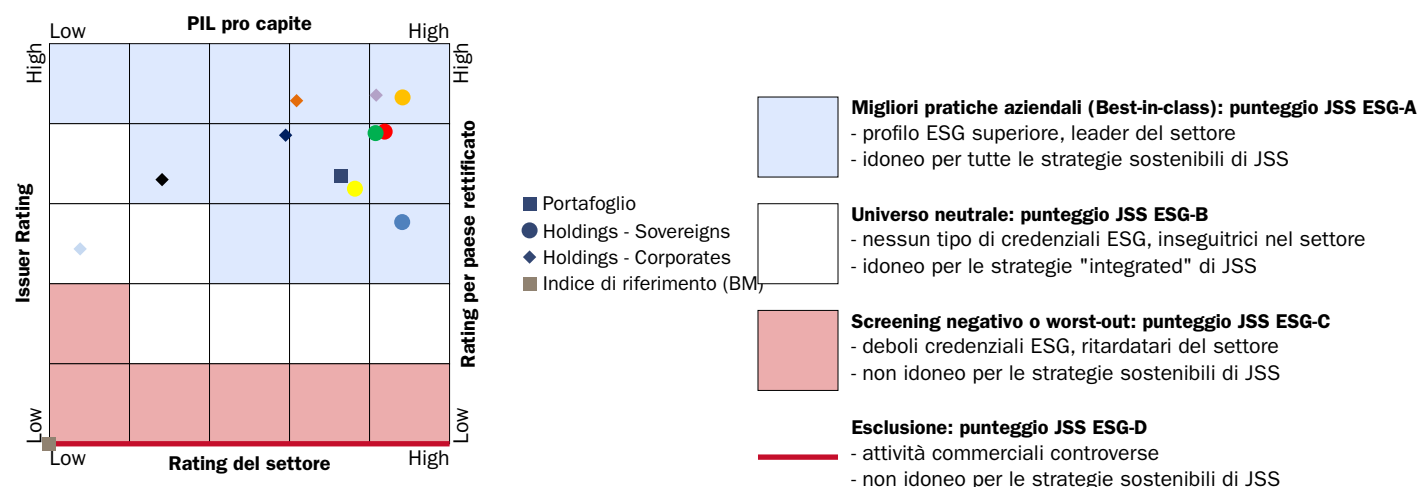 PIL pro capite
Low
High
High
High
Issuer Rating
Rating per paese rettificato
Low
Low
Low
High
Rating del settore
Portafoglio
Holdings - Sovereigns
Holdings - Corporates
Indice di riferimento (BM)
Migliori pratiche aziendali (Best-in-class): punteggio JSS ESG-A
- profilo ESG superiore, leader del settore
- idoneo per tutte le strategie sostenibili di JSS
Universo neutrale: punteggio JSS ESG-B
- nessun tipo di credenziali ESG, inseguitrici nel settore
- idoneo per le strategie "integrated" di JSS
Screening negativo o worst-out: punteggio JSS ESG-C
- deboli credenziali ESG, ritardatari del settore
- non idoneo per le strategie sostenibili di JSS
Esclusione: punteggio JSS ESG-D
- attività commerciali controverse
- non idoneo per le strategie sostenibili di JSS